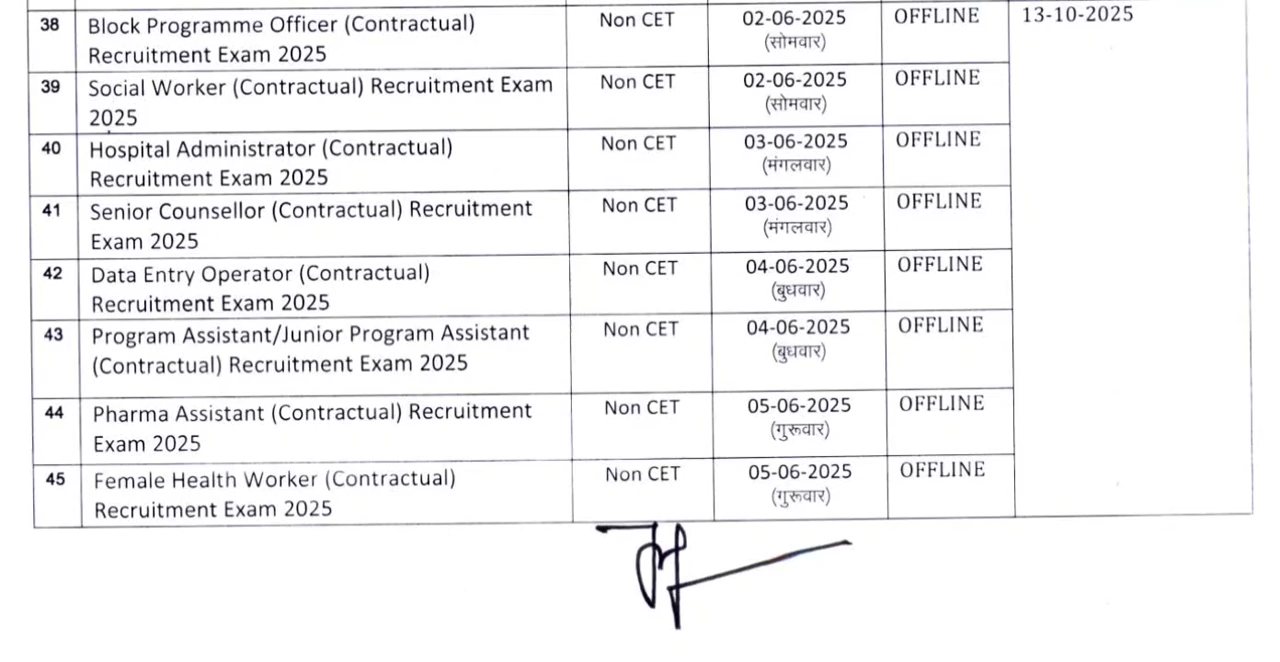 38 Block Programme Officer (Contractual) Non CET 02-06-2025 OFFLINE 13-10-2025
Recruitment Exam 2025 (सोमवार)
39 Social Worker (Contractual) Recruitment Exam Non CET 02-06-2025 OFFLINE
2025 (सोमवार)
40 Hospital Administrator (Contractual) Non CET 03-06-2025 OFFLINE
Recruitment Exam 2025 (मंगलवार)
41 Senior Counsellor (Contractual) Recruitment Non CET 03-06-2025 OFFLINE
Exam 2025 (मंगलवार)
42 Data Entry Operator (Contractual) Non CET 04-06-2025 OFFLINE
Recruitment Exam 2025 (बुधवार)
43 Program Assistant/Junior Program Assistant Non CET 04-06-2025 OFFLINE
(Contractual) Recruitment Exam 2025 (बुधवार)
44 Pharma Assistant (Contractual) Recruitment Non CET 05-06-2025 OFFLINE
Exam 2025 (गुरूवार)
45 Female Health Worker (Contractual) Non CET 05-06-2025 OFFLINE
Recruitment Exam 2025 (गुरूवार)